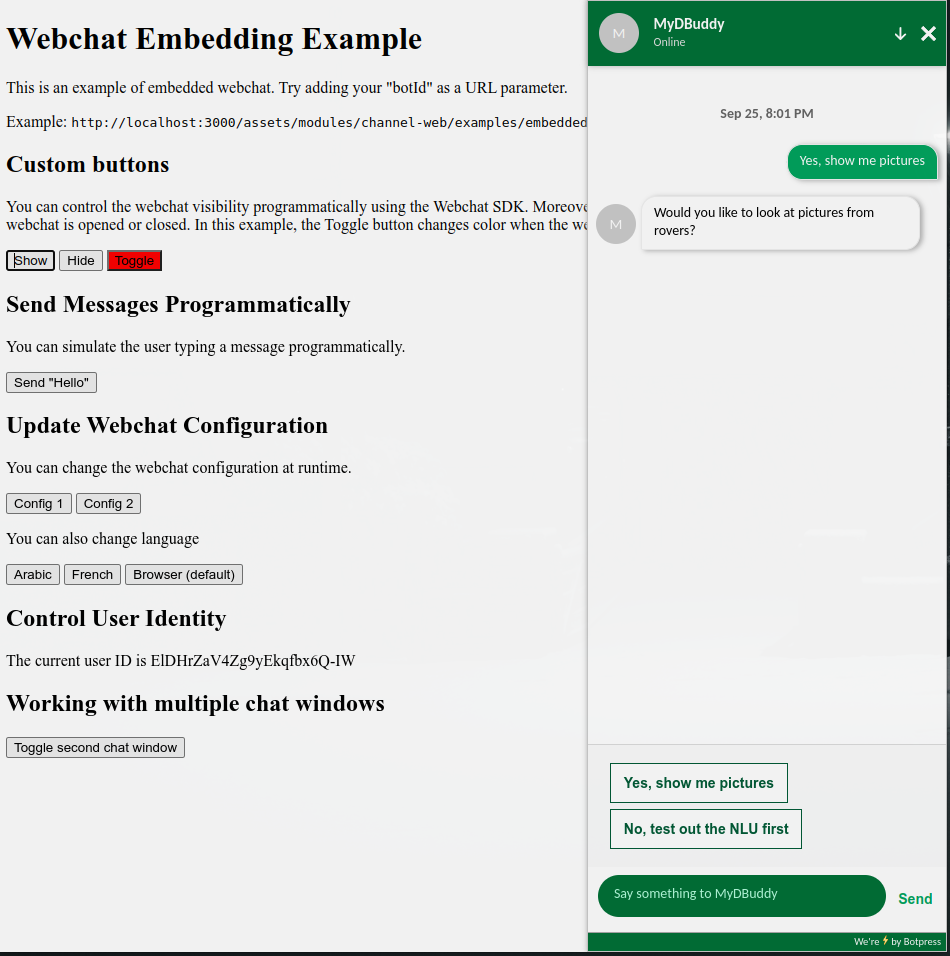 Webchat Embedding Example
This is an example of embedded webchat. Try adding your "botId" as a URL parameter.
Example: http://localhost:3000/assets/modules/channel-web/examples/embedded
Custom buttons
You can control the webchat visibility programmatically using the Webchat SDK.
webchat is opened or closed. In this example, the Toggle button changes color when the
Show Hide Toggle
Send Messages Programmatically
You can simulate the user typing a message programmatically.
Send "Hello"
Update Webchat Configuration
You can change the webchat configuration at runtime.
Config 1 Config 2
You can also change language
Arabic French Browser (default)
Control User Identity
The current user ID is ElDHrZaV4Zg9yEkqfbx6Q-IW
Working with multiple chat windows
Toggle second chat window
M
MyDBuddy
Online
Sep 25, 8:01 PM
Yes, show me pictures
M
Would you like to look at pictures from
rovers?
Yes, show me pictures
No, test out the NLU first
Say something to MyDBuddy
Send
We're ⚡ by Botpress